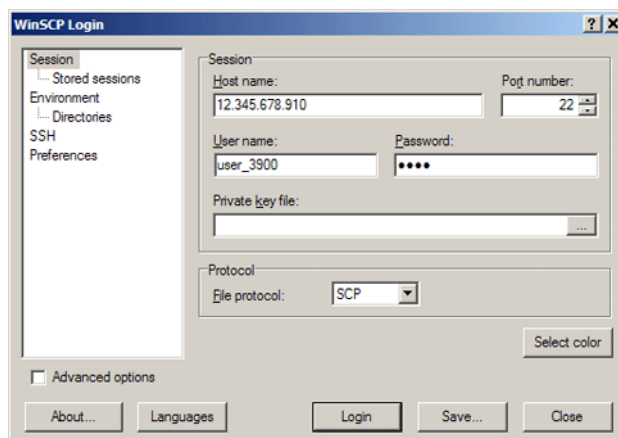 WinSCP Login
Session
Stored sessions
Environment
Directories
SSH
Preferences
Session
Host name:
Port number:
12.345.678.910
22
User name:
Password:
user_3900
●●●●
Private key file:
...
Protocol
File protocol:
SCP
Select color
Advanced options
About...
Languages
Login
Save...
Close